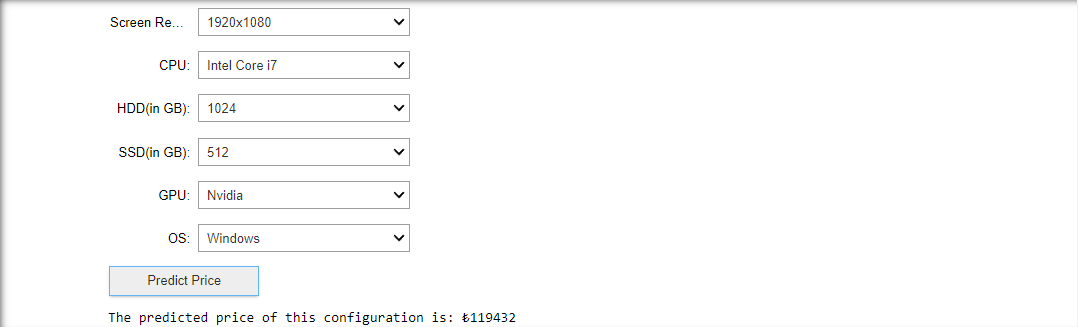 Screen Re... 1920x1080
CPU: Intel Core i7
HDD(in GB): 1024
SSD(in GB): 512
GPU: Nvidia
OS: Windows
Predict Price
The predicted price of this configuration is: ₺119432